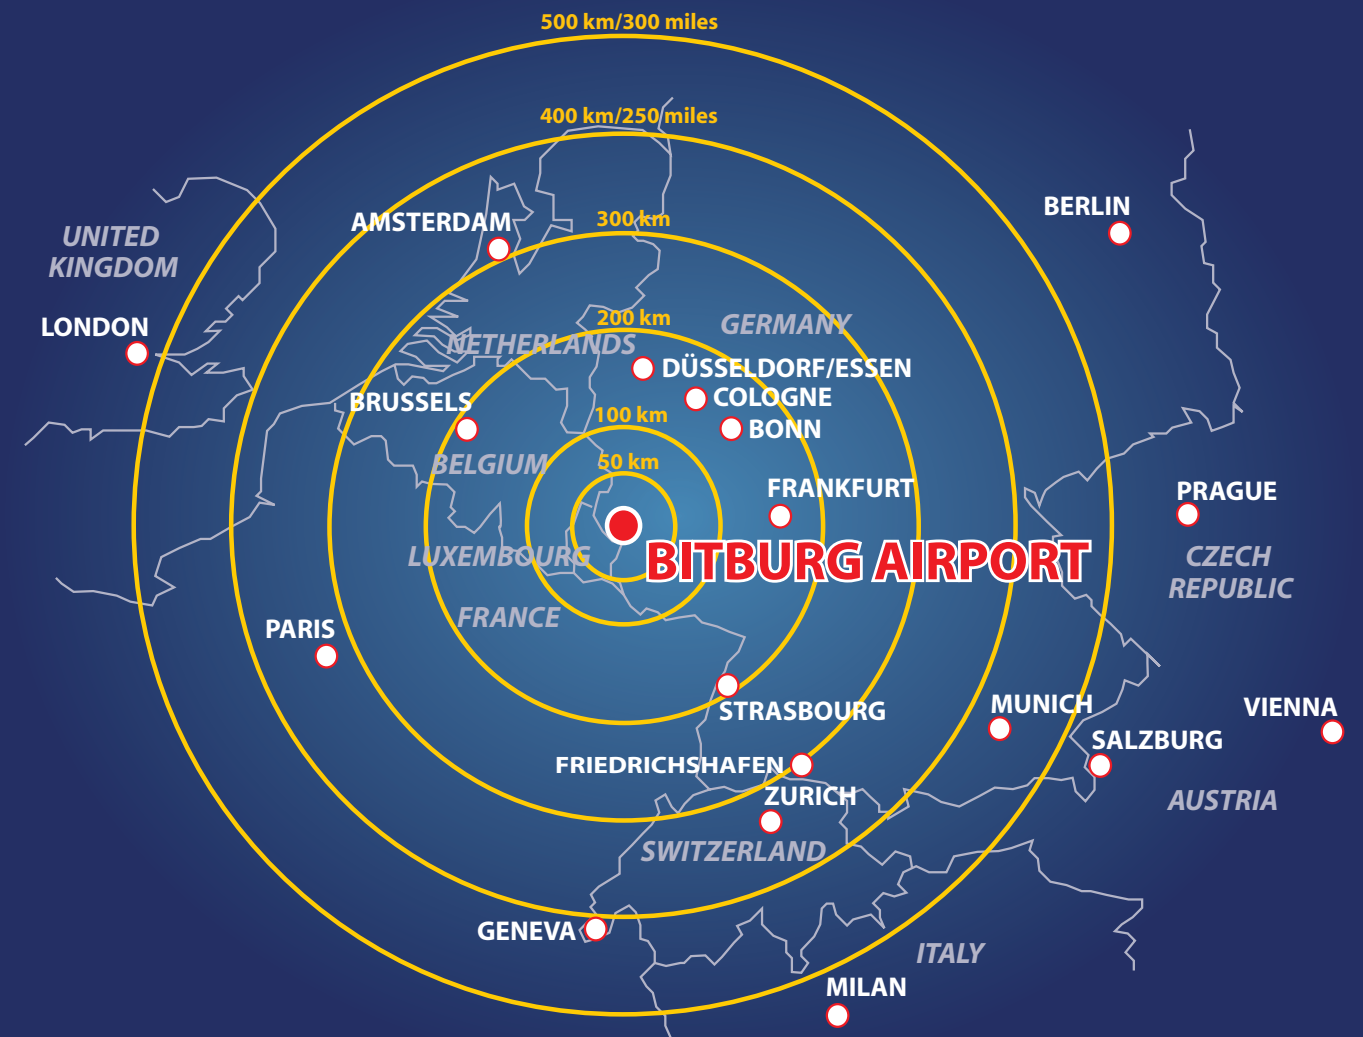 500 km/300 miles
400 km/250 miles
BERLIN
AMSTERDAM
300 km
UNITED
KINGDOM
LONDON
200 km
GERMANY
NETHERLANDS
DÜSSELDORF/ESSEN
COLOGNE
BRUSSELS
100 km
BONN
BELGIUM
50 km
FRANKFURT
PRAGUE
LUXEMBOURG
BITBURG AIRPORT
CZECH
REPUBLIC
FRANCE
PARIS
STRASBOURG
MUNICH
VIENNA
SALZBURG
FRIEDRICHSHAFEN
ZURICH
AUSTRIA
SWITZERLAND
GENEVA
ITALY
MILAN